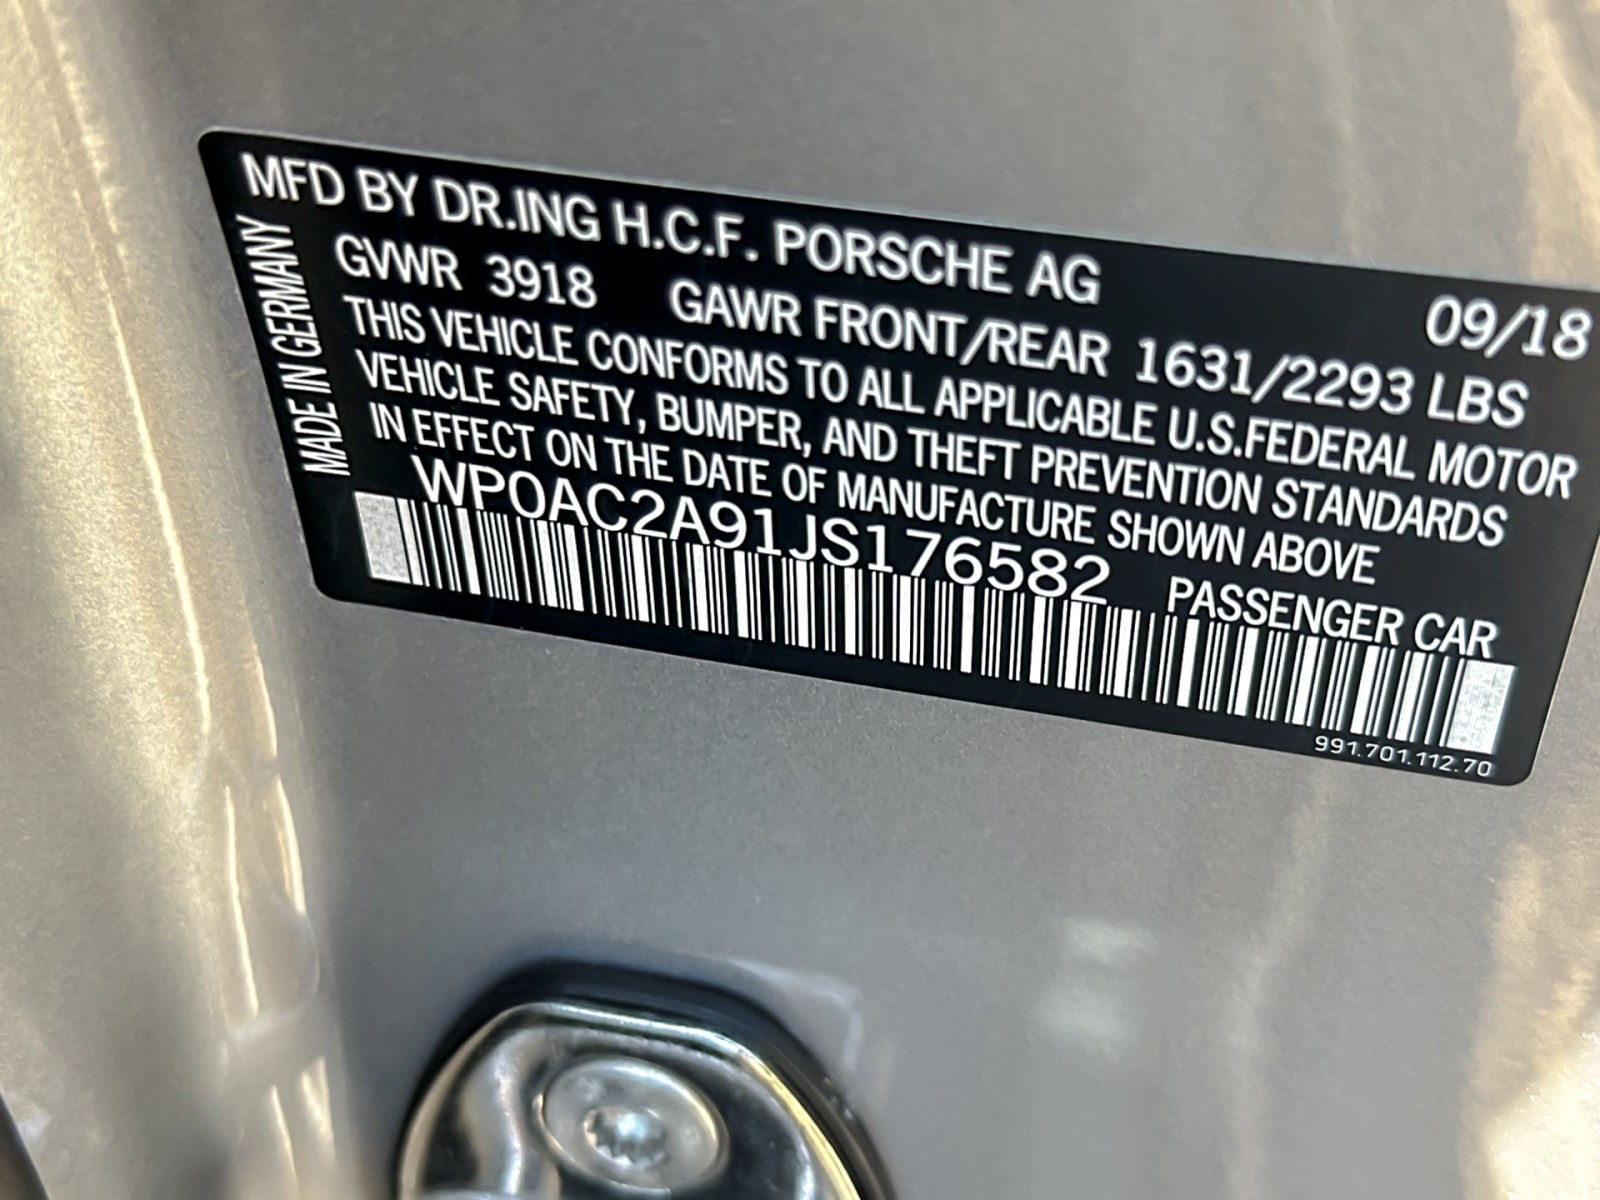 MFD BY DR.ING H.C.F. PORSCHE AG
09/18
GVWR 3918 GAWR FRONT/REAR 1631/2293 LBS
THIS VEHICLE CONFORMS TO ALL APPLICABLE U.S.FEDERAL MOTOR
VEHICLE SAFETY, BUMPER, AND THEFT PREVENTION STANDARDS
IN EFFECT ON THE DATE OF MANUFACTURE SHOWN ABOVE
WP0AC2A91JS176582
PASSENGER CAR
991.701.112.70
MADE IN GERMANY